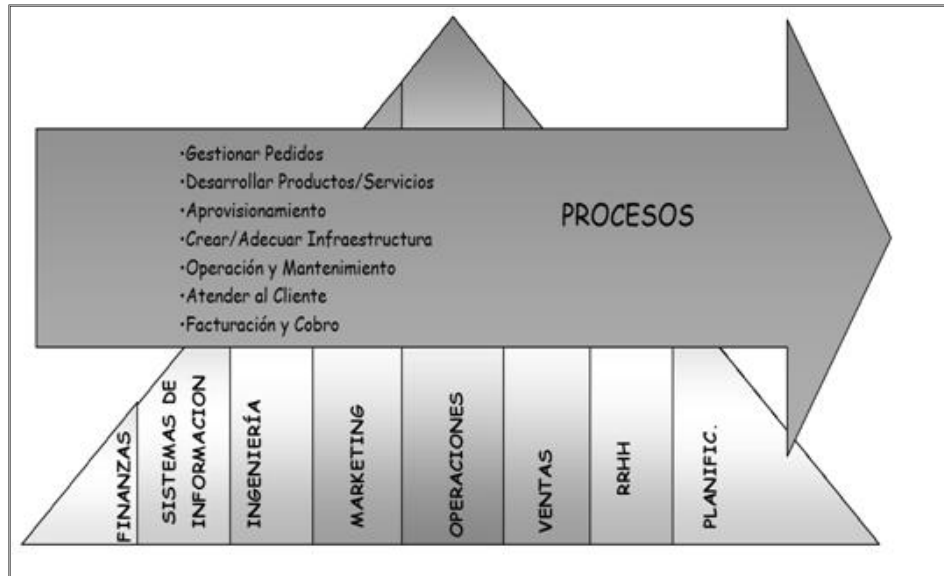 •Gestionar Pedidos
•Desarrollar Productos/Servicios
•Aprovisionamiento
•Crear/Adecuar Infraestructura
•Operación y Mantenimiento
•Atender al Cliente
•Facturación y Cobro
PROCESOS
FINANZAS
SISTEMAS DE
INFORMACION
INGENIERÍA
MARKETING
OPERACIONES
VENTAS
RRHH
PLANIFIC.